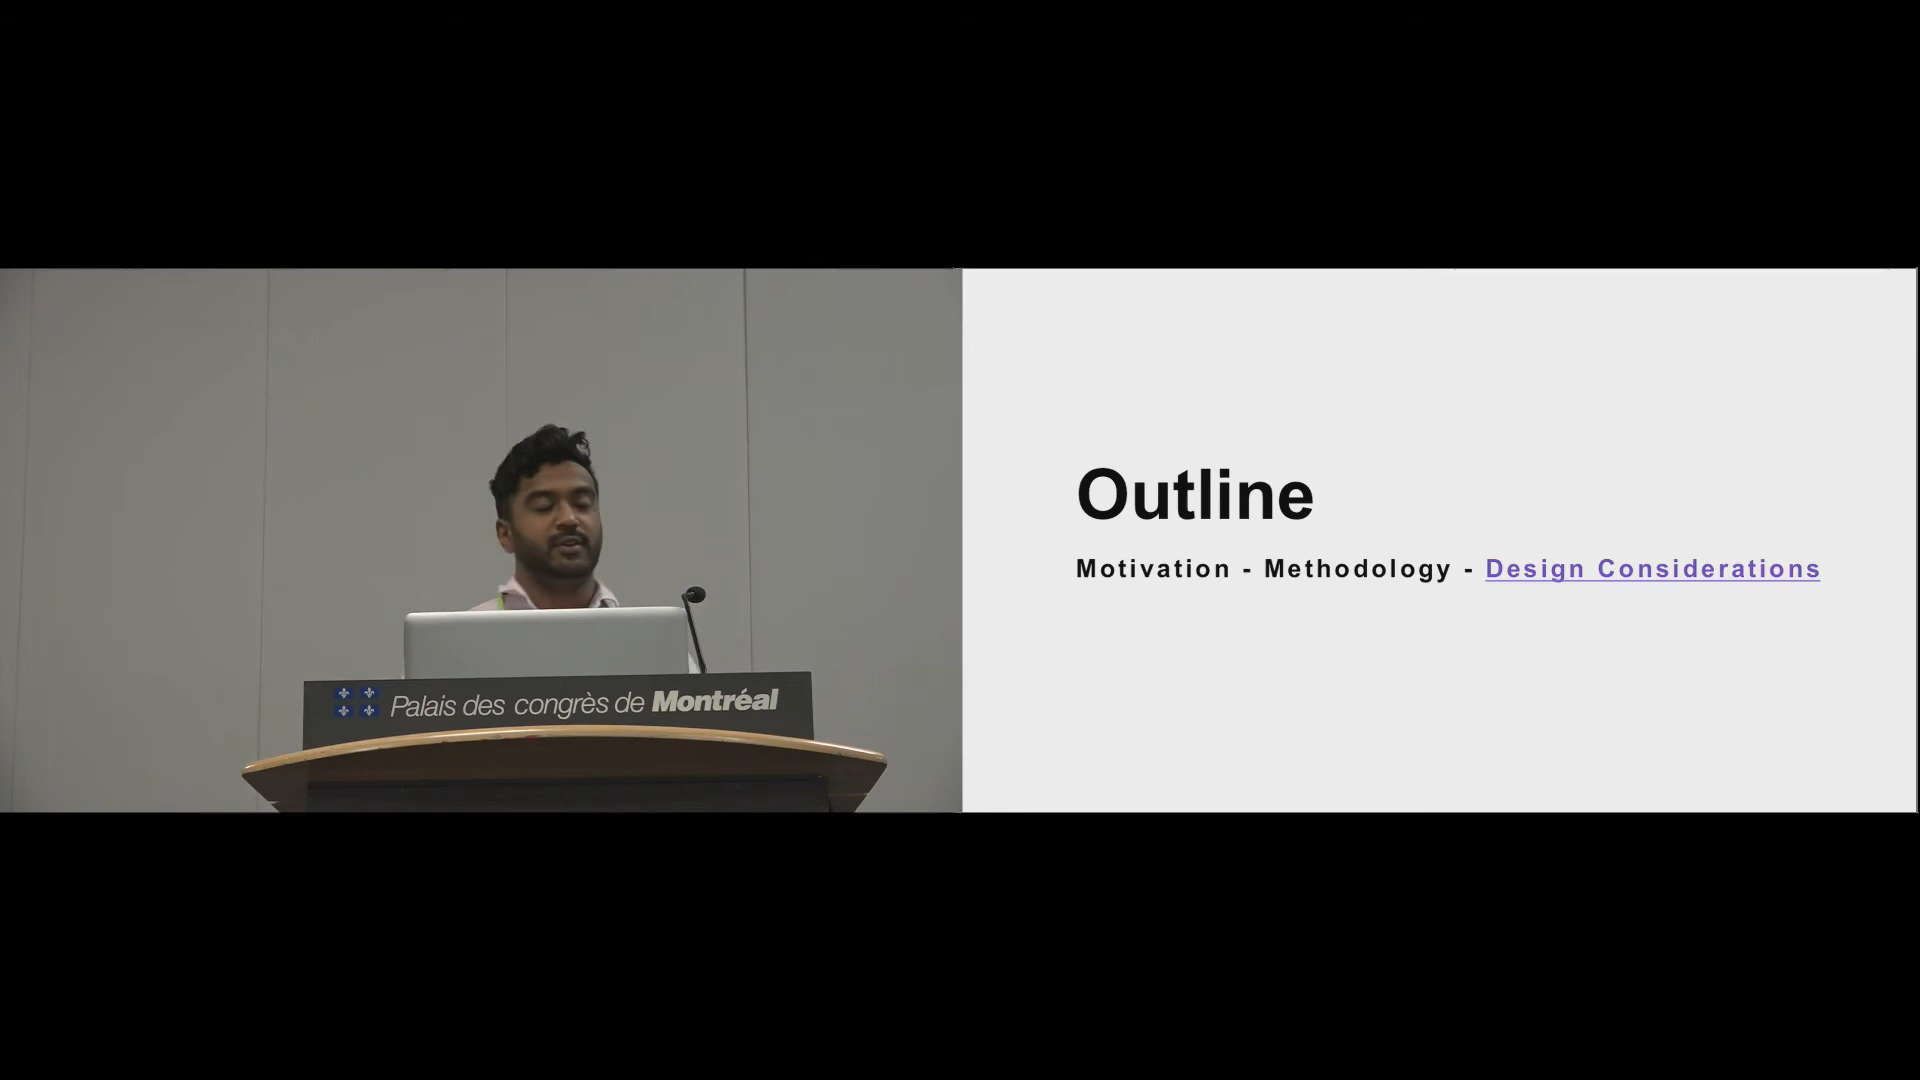 Palais des congrès de Montréal
Outline
Motivation - Methodology - Design Considerations